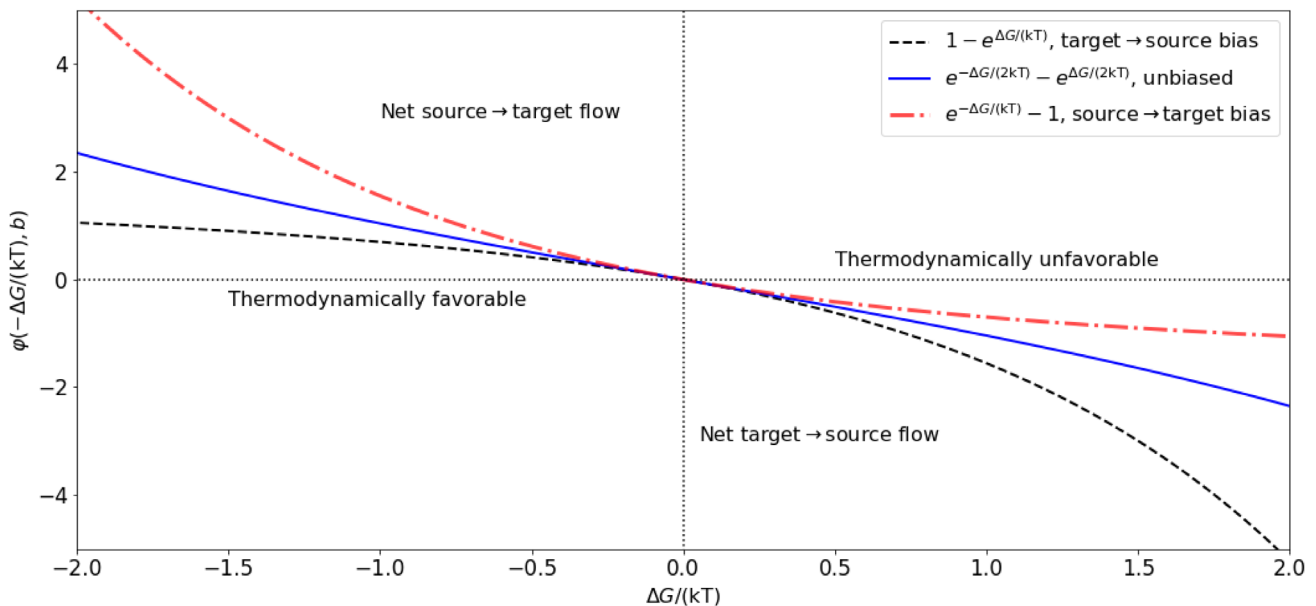 1 − e^{ΔG/(kT)}, target→source bias
e^{−ΔG/(2kT)} − e^{ΔG/(2kT)}, unbiased
e^{−ΔG/(kT)} − 1, source→target bias
Net source→target flow
Thermodynamically unfavorable
Thermodynamically favorable
Net target→source flow
φ(−ΔG/(kT), b)
4
2
0
−2
−4
−2.0 −1.5 −1.0 −0.5 0.0 0.5 1.0 1.5 2.0
ΔG/(kT)